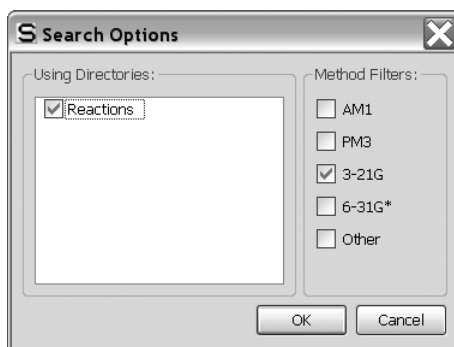 S Search Options
Using Directories:
Reactions
Method Filters:
AM1
PM3
3-21G
6-31G*
Other
OK
Cancel